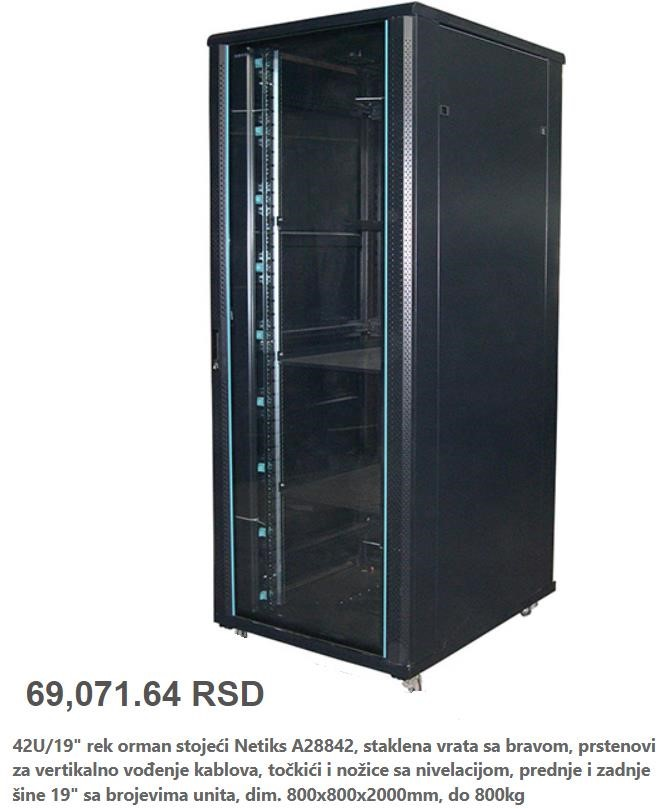 69,071.64 RSD
42U/19" rek orman stojeći Netiks A28842, staklena vrata sa bravom, prstenovi
za vertikalno vođenje kablova, točkići i nožice sa nivelacijom, prednje i zadnje
šine 19" sa brojevima unita, dim. 800x800x2000mm, do 800kg